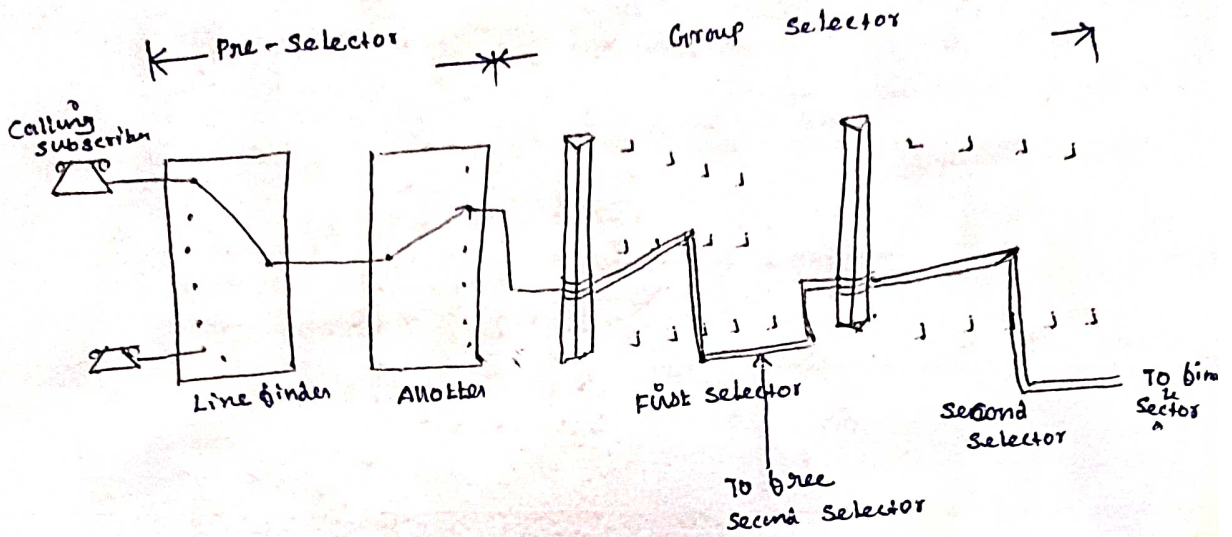 Pre-selector
Group selector
Calling
subscriber
Line finder
Allotter
First selector
Second
selector
To free
Second selector
To final
sector